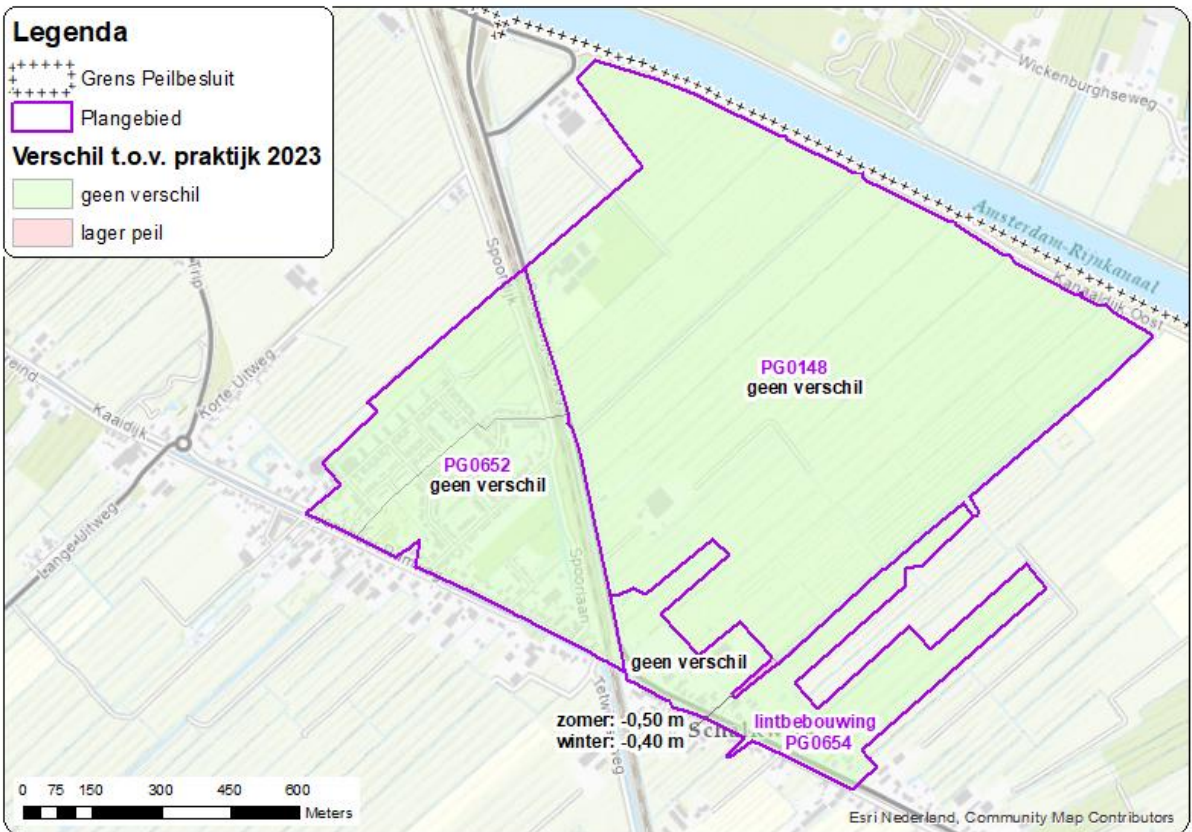 Legenda
Grens Peilbesluit
Plangebied
Verschil t.o.v. praktijk 2023
geen verschil
lager peil
Wickenburghseweg
Amsterdam-Rijnkanaal
Kanaaldijk Oost
Trip
Korte-Uitweg
Kaaidijk
Lange-Uitweg
PG0148
geen verschil
PG0652
geen verschil
Spoorlaan
geen verschil
zomer: -0,50 m
winter: -0,40 m
lintbebouwing
PG0654
0 75 150 300 450 600
Meters
Esri Nederland, Community Map Contributors